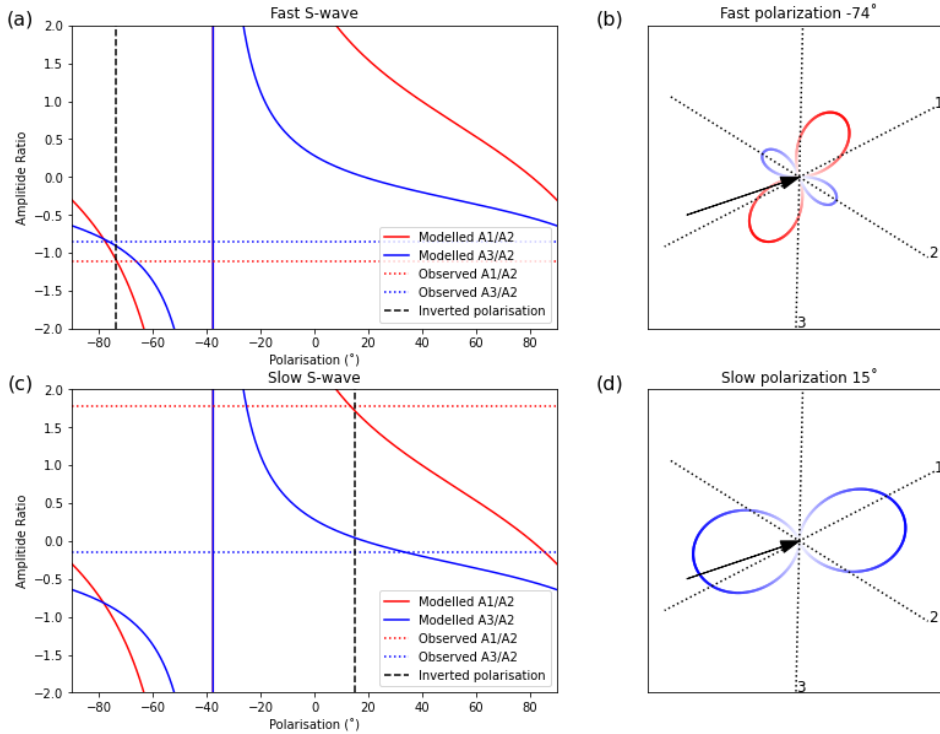 (a)
Fast S-wave
2.0
1.5
1.0
0.5
0.0
−0.5
−1.0
−1.5
−2.0
Amplitide Ratio
Modelled A1/A2
Modelled A3/A2
Observed A1/A2
Observed A3/A2
Inverted polarisation
−80 −60 −40 −20 0 20 40 60 80
Polarisation (˚)
(b)
Fast polarization -74˚
1
2
3
(c)
Slow S-wave
2.0
1.5
1.0
0.5
0.0
−0.5
−1.0
−1.5
−2.0
Amplitide Ratio
Modelled A1/A2
Modelled A3/A2
Observed A1/A2
Observed A3/A2
Inverted polarisation
−80 −60 −40 −20 0 20 40 60 80
Polarisation (˚)
(d)
Slow polarization 15˚
1
2
3